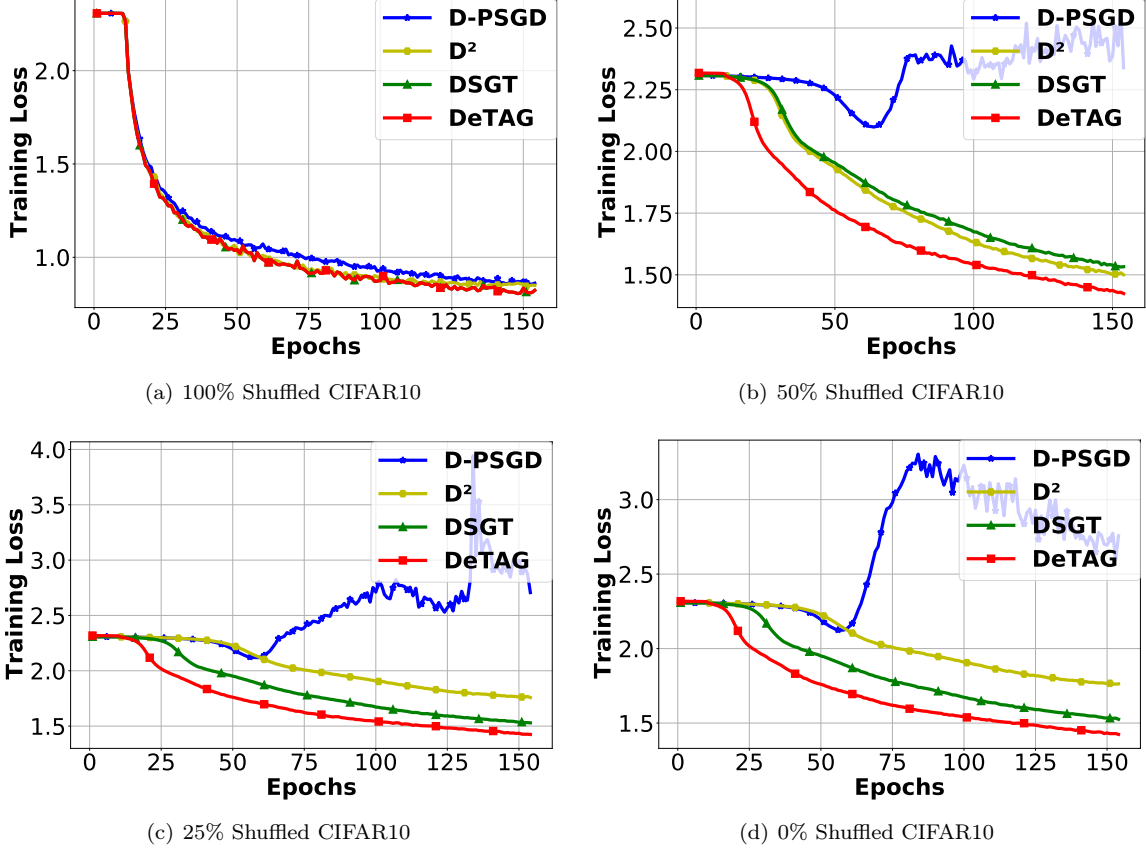 Training Loss
2.0
1.5
1.0
D-PSGD
D²
DSGT
DeTAG
0 25 50 75 100 125 150
Epochs
(a) 100% Shuffled CIFAR10
Training Loss
2.50
2.25
2.00
1.75
1.50
D-PSGD
D²
DSGT
DeTAG
0 50 100 150
Epochs
(b) 50% Shuffled CIFAR10
Training Loss
4.0
3.5
3.0
2.5
2.0
1.5
D-PSGD
D²
DSGT
DeTAG
0 25 50 75 100 125 150
Epochs
(c) 25% Shuffled CIFAR10
Training Loss
3.0
2.5
2.0
1.5
D-PSGD
D²
DSGT
DeTAG
0 25 50 75 100 125 150
Epochs
(d) 0% Shuffled CIFAR10